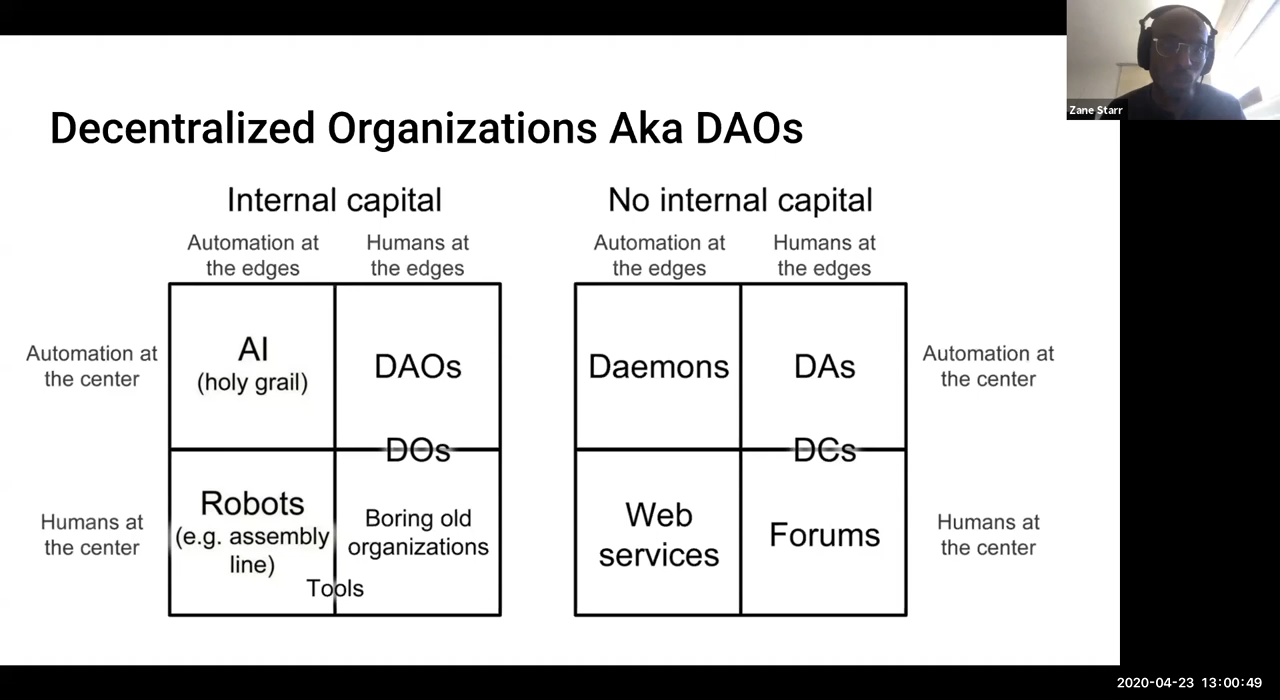 Zane Starr
Decentralized Organizations Aka DAOs
Internal capital
No internal capital
Automation at
the edges
Humans at
the edges
Automation at
the edges
Humans at
the edges
Automation at
the center
AI
(holy grail)
DAOs
Daemons
DAs
Automation at
the center
DOs
DCs
Humans at
the center
Robots
(e.g. assembly
line)
Boring old
organizations
Tools
Web
services
Forums
Humans at
the center
2020-04-23 13:00:49